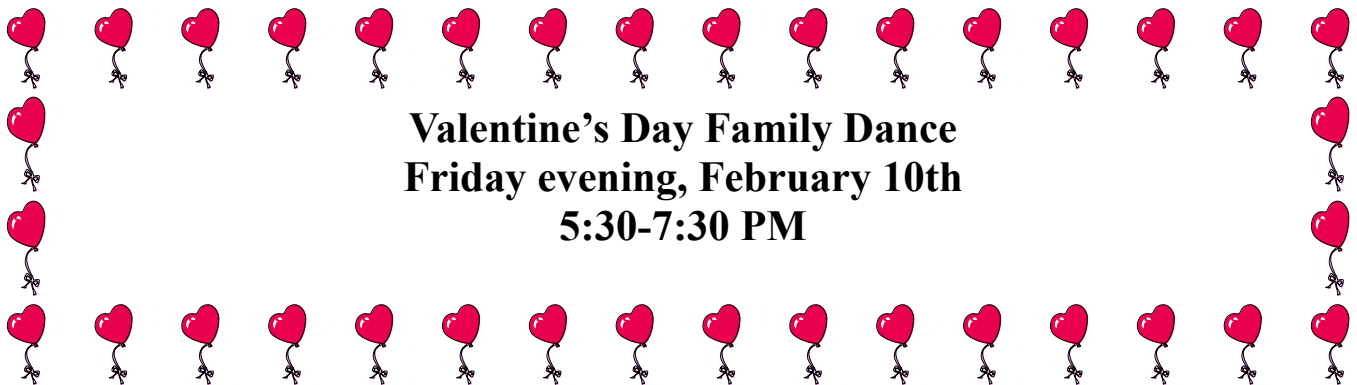 Valentine’s Day Family Dance
Friday evening, February 10th
5:30-7:30 PM